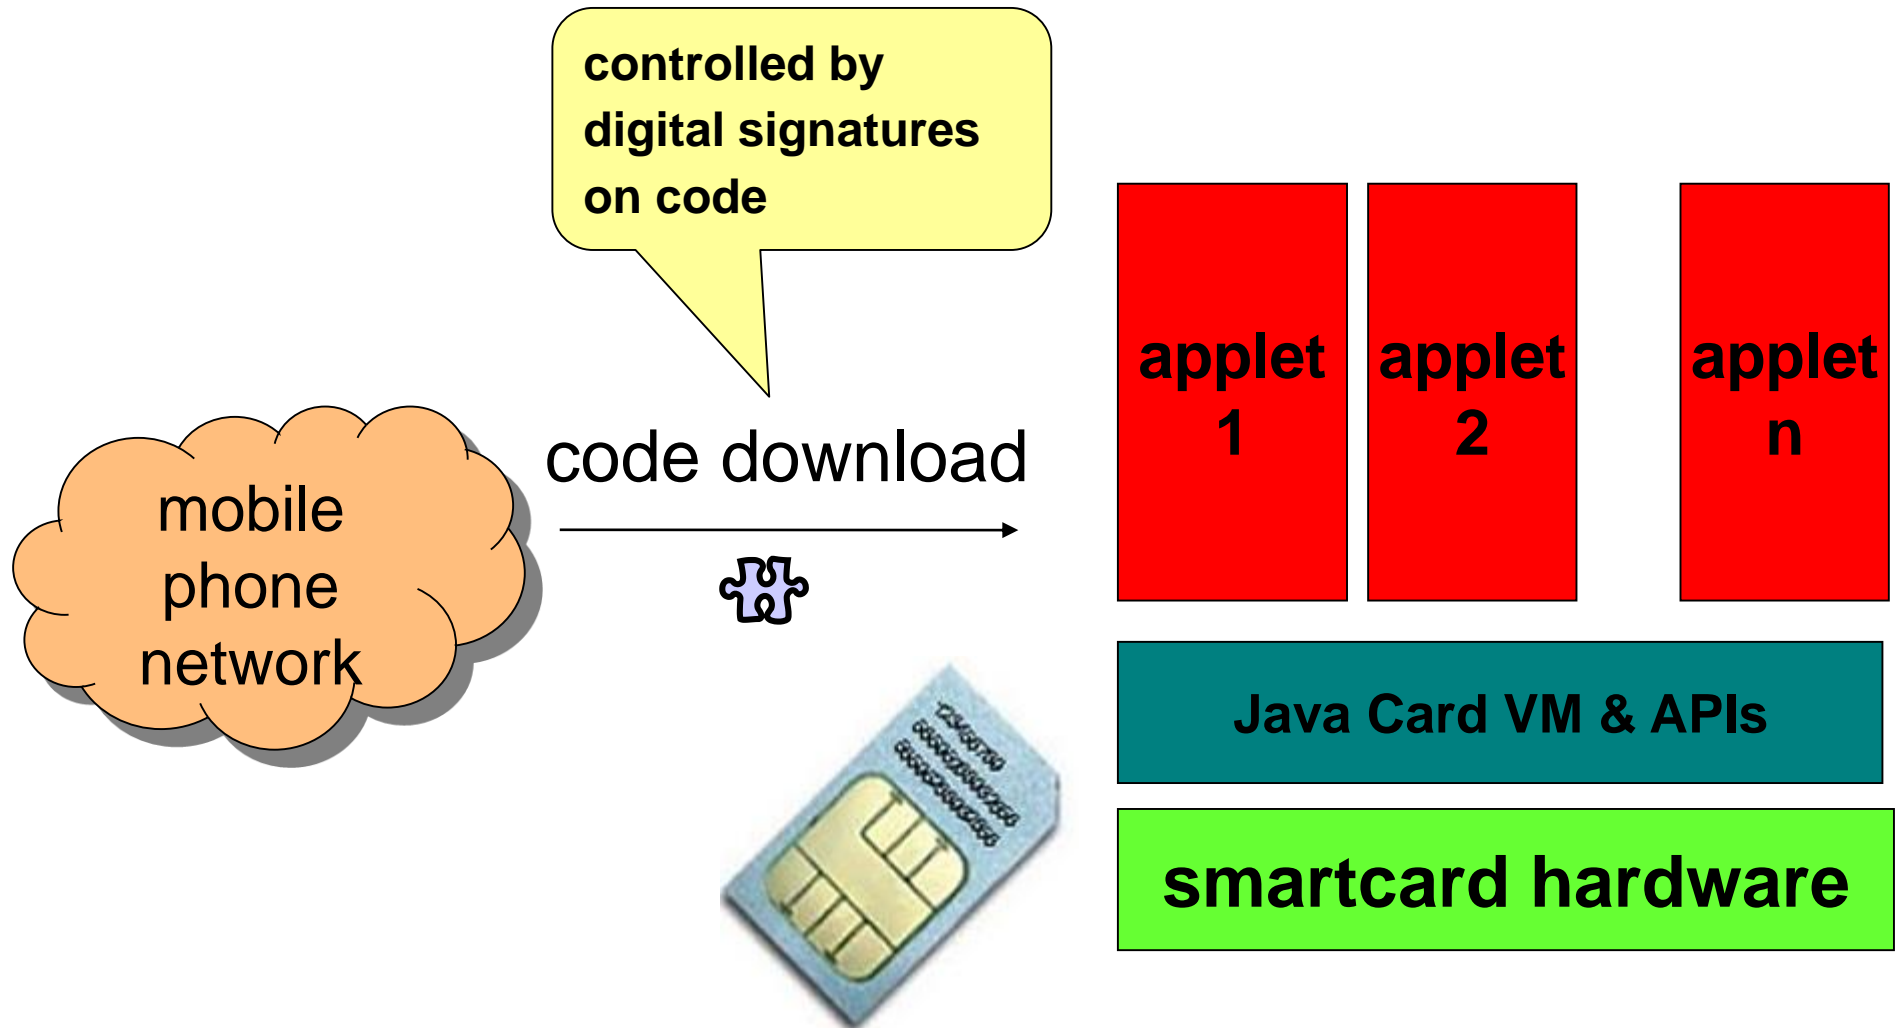 controlled by
digital signatures
on code
code download
mobile
phone
network
applet
1
applet
2
applet
n
Java Card VM & APIs
smartcard hardware